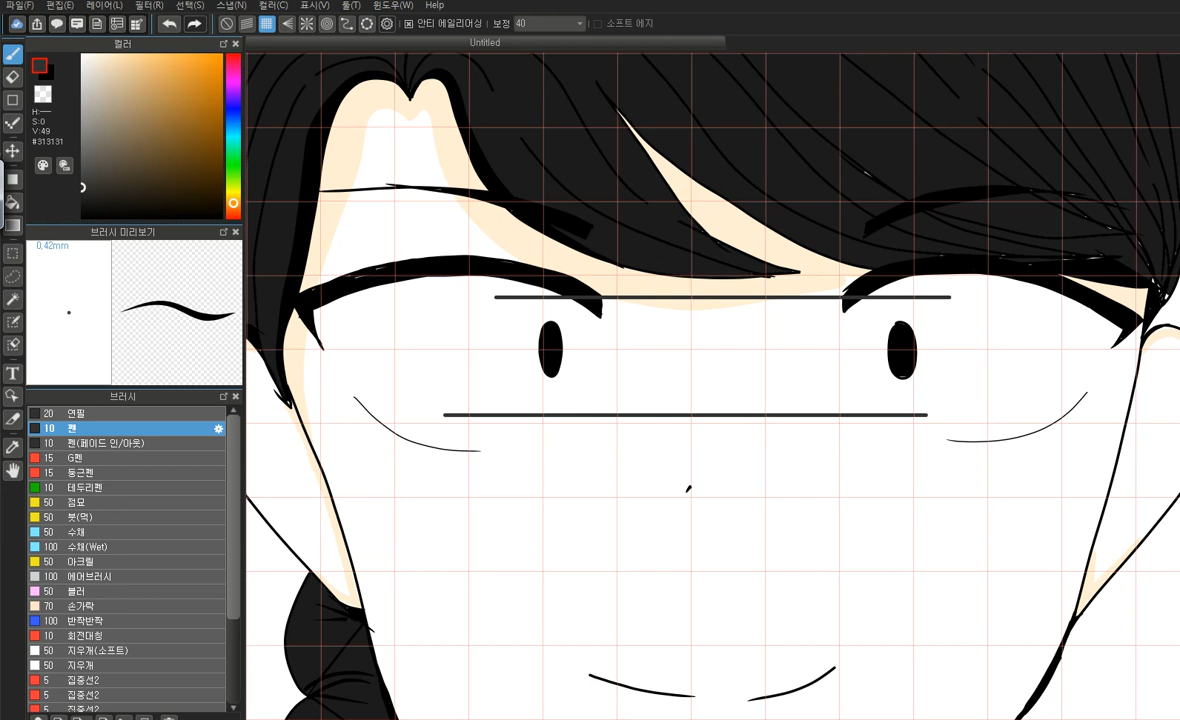 파일(F) 편집(E) 레이어(L) 필터(R) 선택(S) 스냅(N) 컬러(C) 표시(V) 툴(T) 윈도우(W) Help
안티 에일리어싱 보정 40 소프트 에지
컬러
Untitled
H:---
S:0
V:49
#313131
브러시 미리보기
0.42mm
브러시
20 연필
10 펜
10 펜(페이드 인/아웃)
15 G펜
15 둥근펜
10 테두리펜
50 점묘
50 붓(먹)
50 수채
100 수채(Wet)
50 아크릴
100 에어브러시
50 블러
70 손가락
100 반짝반짝
10 회전대칭
50 지우개(소프트)
50 지우개
5 집중선2
5 집중선2
5 집중선2